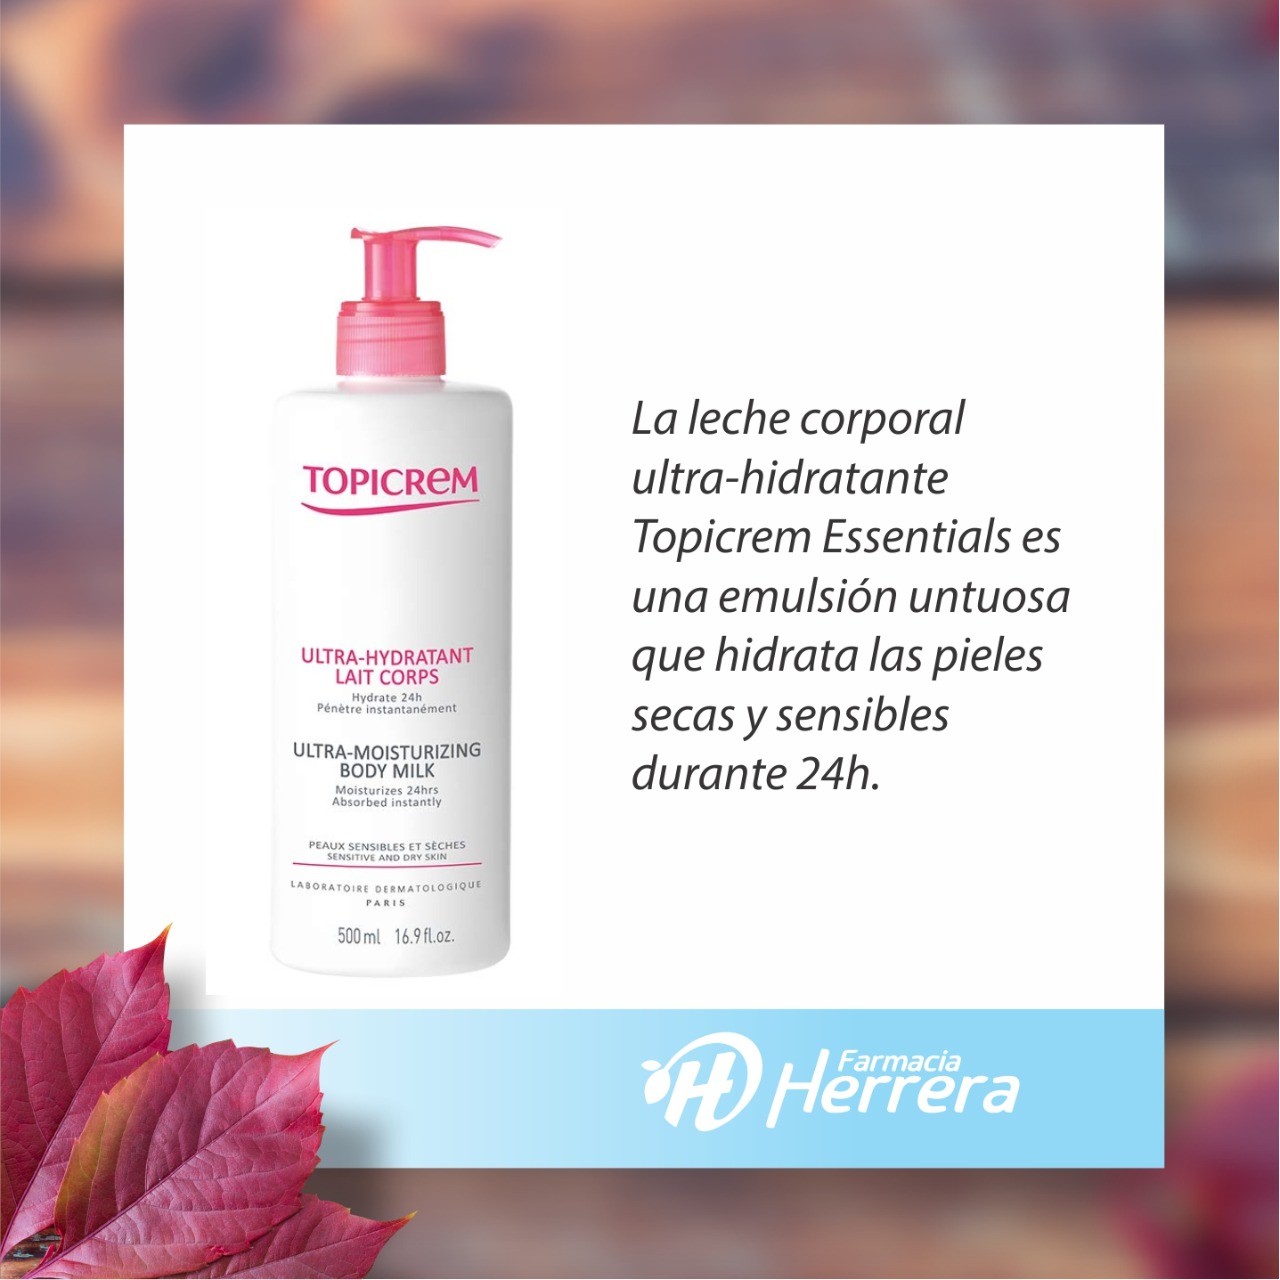 TOPICREM
ULTRA-HYDRATANT
LAIT CORPS
Hydrate 24h
Pénètre instantanément
ULTRA-MOISTURIZING
BODY MILK
Moisturizes 24hrs
Absorbed instantly
PEAUX SENSIBLES ET SÈCHES
SENSITIVE AND DRY SKIN
LABORATOIRE DERMATOLOGIQUE
PARIS
500 ml 16.9 fl.oz.
La leche corporal
ultra-hidratante
Topicrem Essentials es
una emulsión untuosa
que hidrata las pieles
secas y sensibles
durante 24h.
H
Farmacia
Herrera